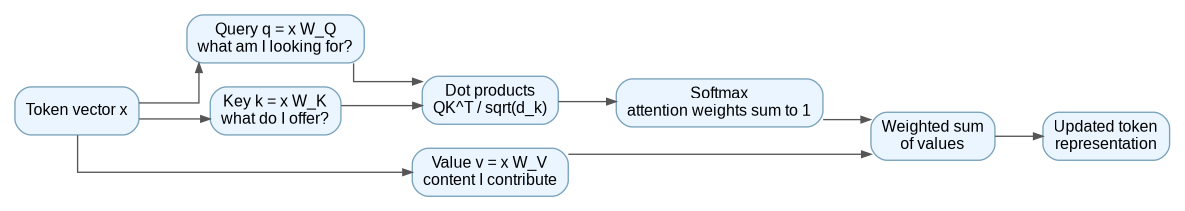 Query q = x W_Q
what am I looking for?
Token vector x
Key k = x W_K
what do I offer?
Dot products
QK^T / sqrt(d_k)
Softmax
attention weights sum to 1
Value v = x W_V
content I contribute
Weighted sum
of values
Updated token
representation